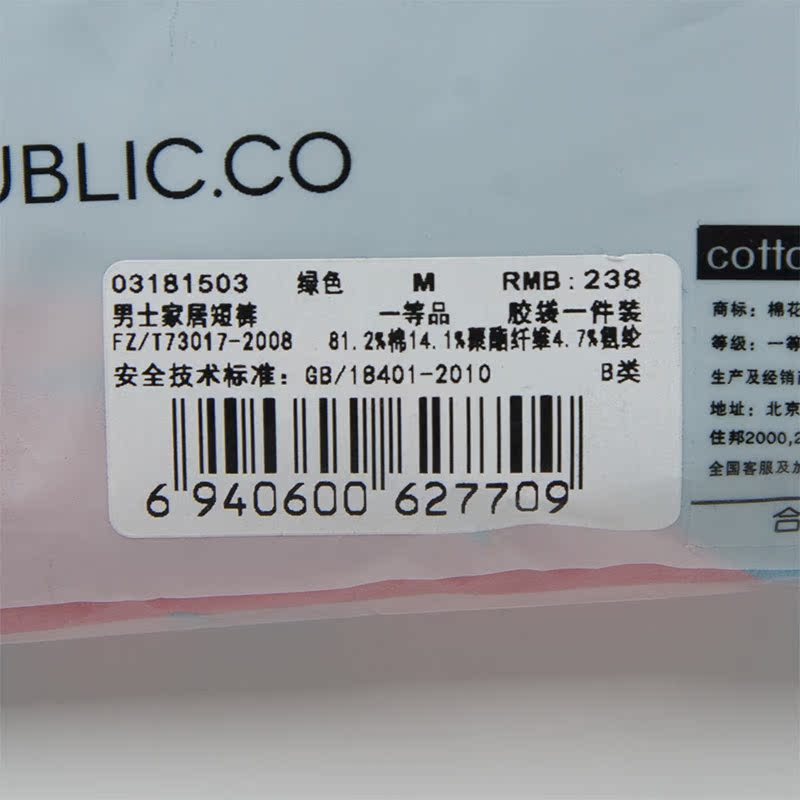 UBLIC.CO
03181503 绿色 M RMB:238
男士家居短裤 一等品 胶袋一件装
FZ/T73017-2008 81.2%棉14.1%聚酯纤维4.7%氨纶
安全技术标准: GB/18401-2010 B类
6 940600 627709
cotto
商标: 棉花
等级: 一等
生产及经销商
地址: 北京
住邦2000,2
全国客服及加
合